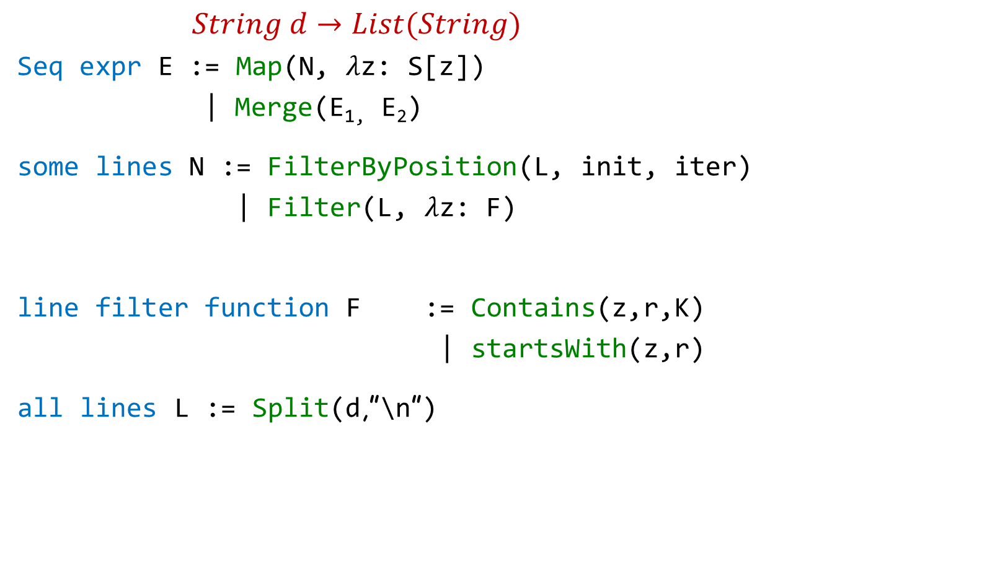 String d → List(String)
Seq expr E := Map(N, λz: S[z])
| Merge(E₁, E₂)
some lines N := FilterByPosition(L, init, iter)
| Filter(L, λz: F)
line filter function F := Contains(z,r,K)
| startsWith(z,r)
all lines L := Split(d,"\n")